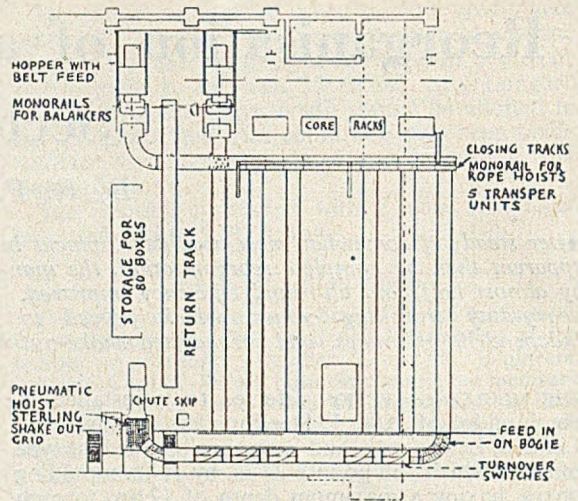 HOPPER WITH
BELT FEED
MONORAILS
FOR BALANCERS
CORE RACKS
CLOSING TRACKS
MONORAIL FOR
ROPE HOISTS
5 TRANSPER
UNITS
STORAGE FOR
80 BOXES
RETURN TRACK
PNEUMATIC
HOIST
STERLING
SHAKE OUT
GRID
CHUTE SKIP
FEED IN
ON BOGIE
TURNOVER
SWITCHES